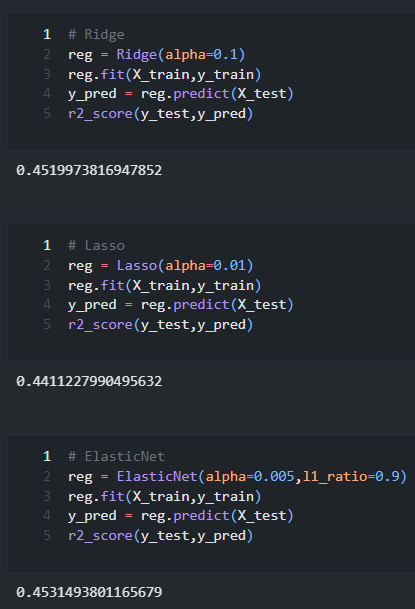 1 # Ridge
2 reg = Ridge(alpha=0.1)
3 reg.fit(X_train,y_train)
4 y_pred = reg.predict(X_test)
5 r2_score(y_test,y_pred)
0.4519973816947852
1 # Lasso
2 reg = Lasso(alpha=0.01)
3 reg.fit(X_train,y_train)
4 y_pred = reg.predict(X_test)
5 r2_score(y_test,y_pred)
0.4411227990495632
1 # ElasticNet
2 reg = ElasticNet(alpha=0.005,l1_ratio=0.9)
3 reg.fit(X_train,y_train)
4 y_pred = reg.predict(X_test)
5 r2_score(y_test,y_pred)
0.4531493801165679